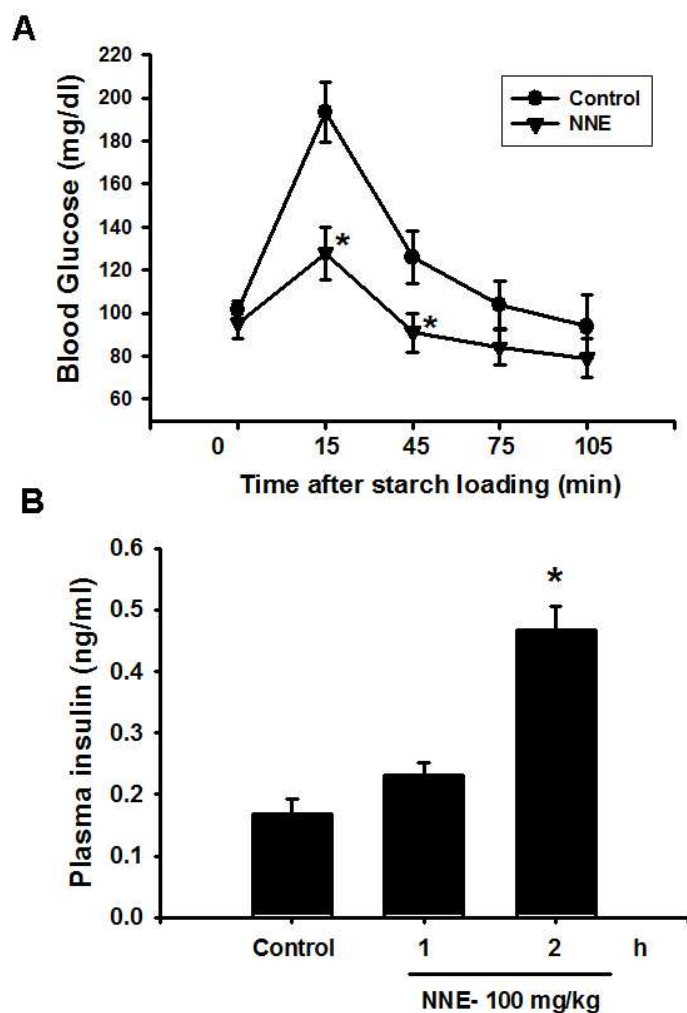 A
220
200
180
160
140
120
100
80
60
Blood Glucose (mg/dl)
Control
NNE
*
*
0 15 45 75 105
Time after starch loading (min)
B
0.6
0.5
0.4
0.3
0.2
0.1
0.0
Plasma insulin (ng/ml)
*
Control 1 2 h
NNE- 100 mg/kg